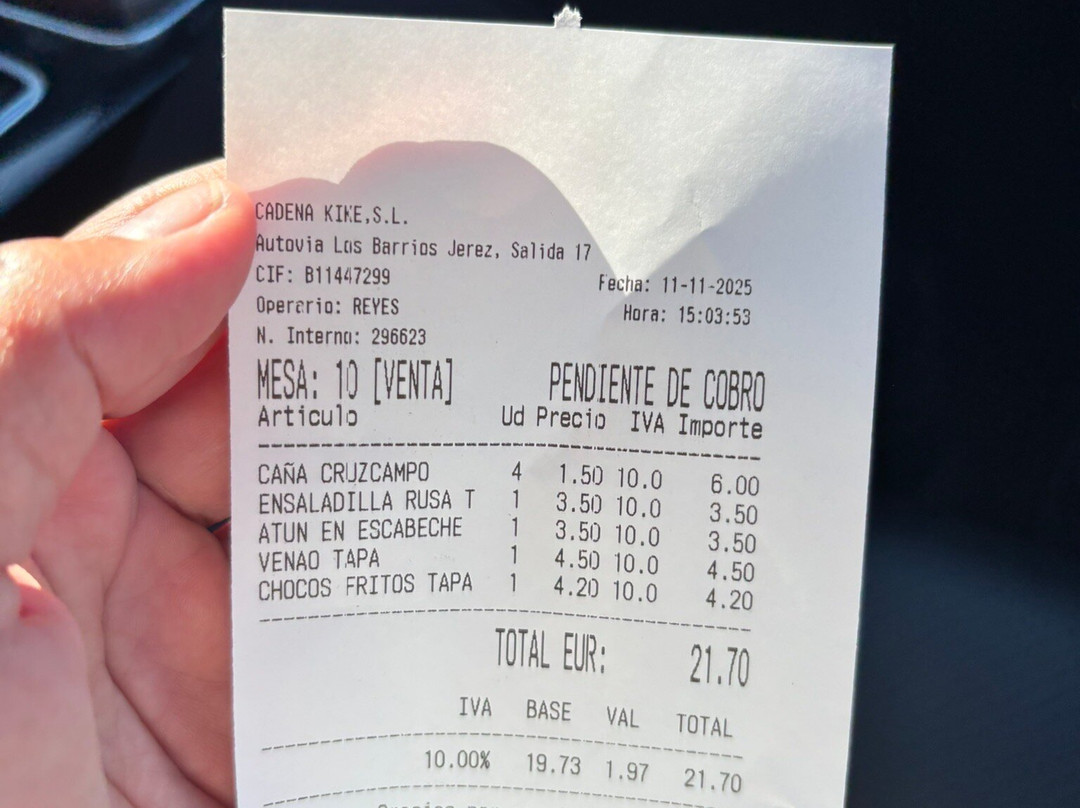 CADENA KIKE,S.L.
Autovia Los Barrios Jerez, Salida 17
CIF: B11447299
Fecha: 11-11-2025
Operario: REYES
Hora: 15:03:53
N. Interno: 296623
MESA: 10 [VENTA] PENDIENTE DE COBRO
Articulo Ud Precio IVA Importe
CAÑA CRUZCAMPO 4 1.50 10.0 6.00
ENSALADILLA RUSA T 1 3.50 10.0 3.50
ATUN EN ESCABECHE 1 3.50 10.0 3.50
VENAO TAPA 1 4.50 10.0 4.50
CHOCOS FRITOS TAPA 1 4.20 10.0 4.20
TOTAL EUR: 21.70
IVA BASE VAL TOTAL
10.00% 19.73 1.97 21.70